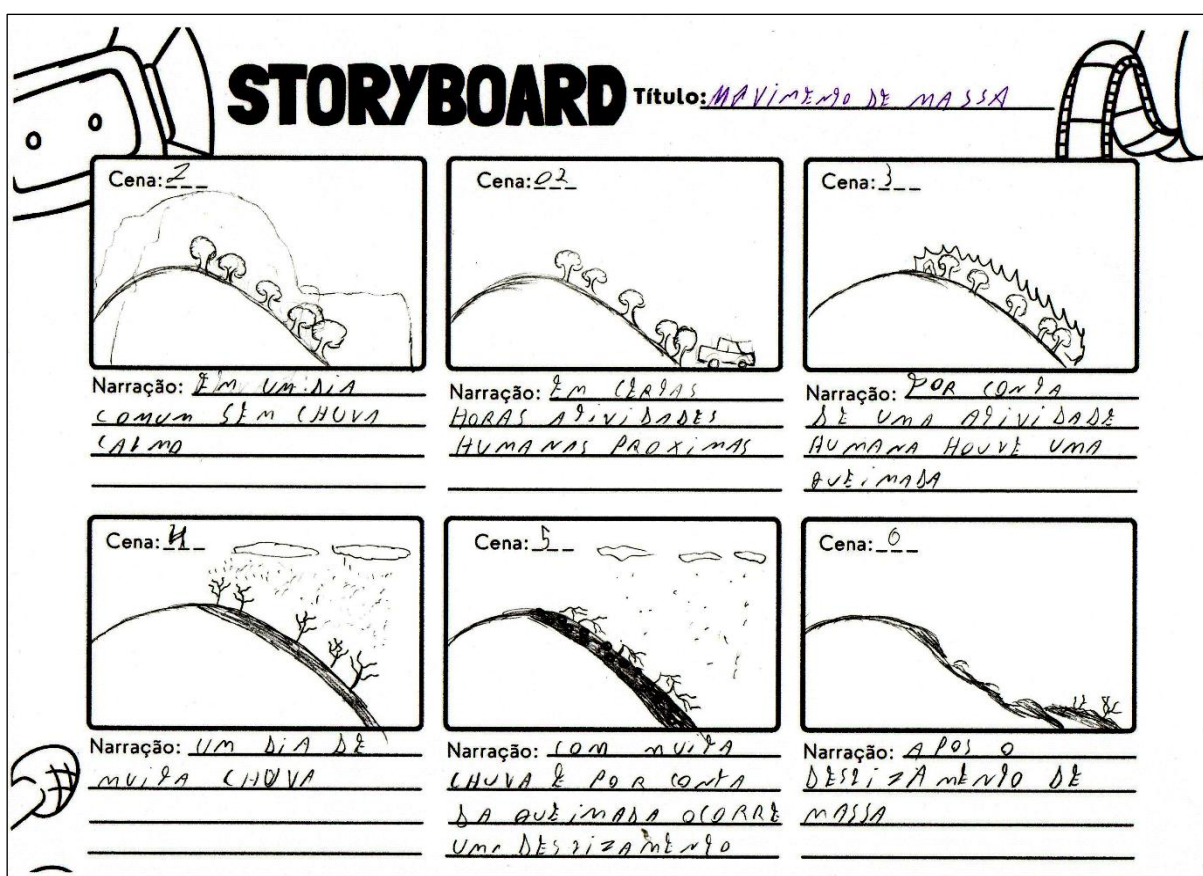 STORYBOARD
Título: MOVIMENTO DE MASSA
Cena: 2
Cena: 02
Cena: 3
Narração: EM UM DIA
COMUM SEM CHUVA
CALMO
Narração: EM CERTAS
HORAS ATIVIDADES
HUMANAS PROXIMAS
Narração: POR CONTA
DE UMA ATIVIDADE
HUMANA HOUVE UMA
QUEIMADA
Cena: 4
Cena: 5
Cena: 6
Narração: UM DIA DE
MUITA CHUVA
Narração: COM MUITA
CHUVA E POR CONTA
DA QUEIMADA OCORRE
UMA DESLIZAMENTO
Narração: APOS O
DESLIZAMENTO DE
MASSA